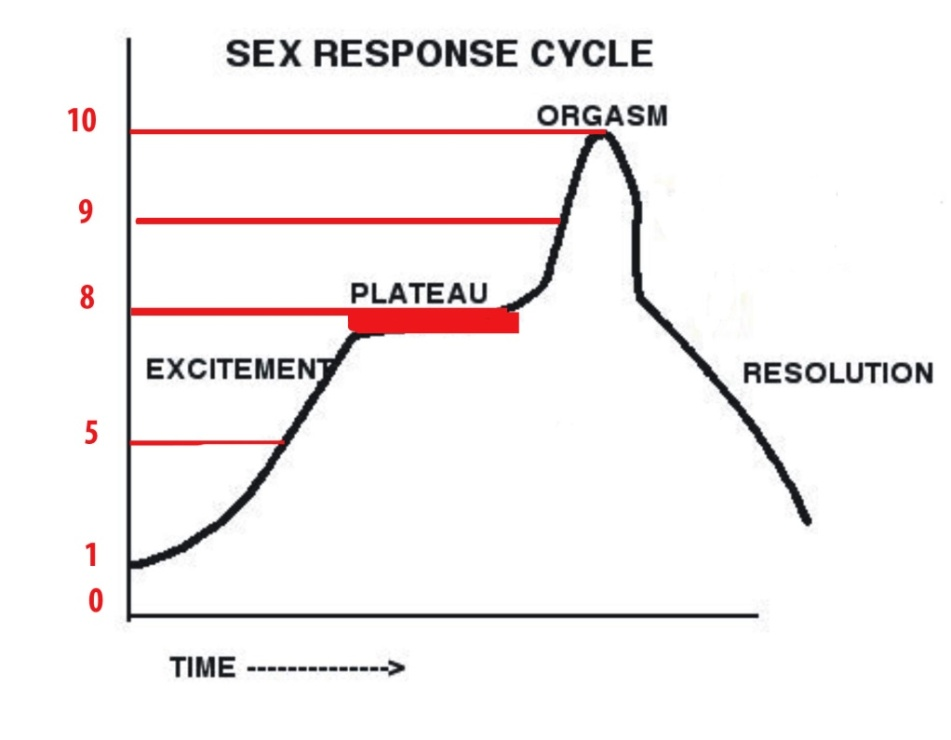 SEX RESPONSE CYCLE
10
ORGASM
9
8
PLATEAU
EXCITEMENT
RESOLUTION
5
1
0
TIME -------------->